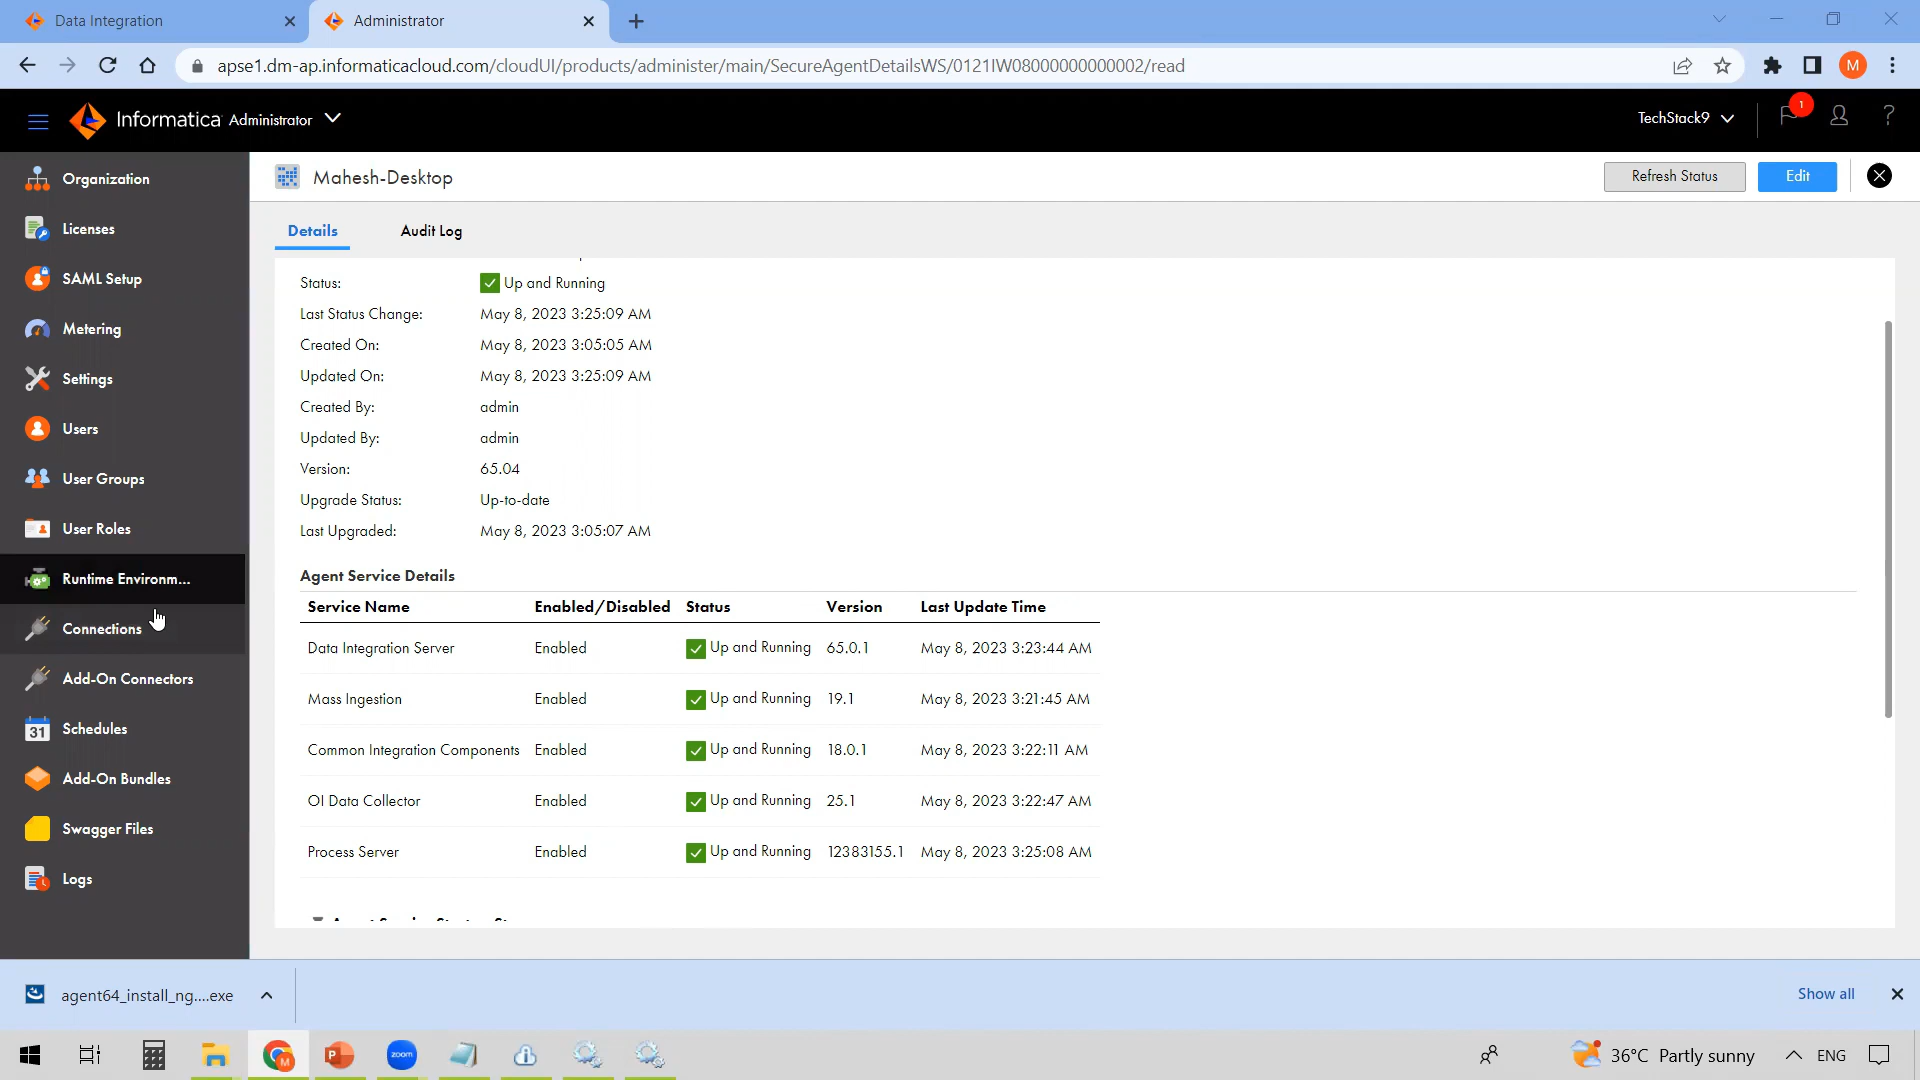 Data Integration
Administrator
apse1.dm-ap.informaticacloud.com/cloudUI/products/administer/main/SecureAgentDetailsWS/0121IW08000000000002/read
M
Informatica Administrator
TechStack9
1
?
Organization
Licenses
SAML Setup
Metering
Settings
Users
User Groups
User Roles
Runtime Environm...
Connections
Add-On Connectors
31 Schedules
Add-On Bundles
Swagger Files
Logs
Mahesh-Desktop
Refresh Status
Edit
Details
Audit Log
Status: Up and Running
Last Status Change: May 8, 2023 3:25:09 AM
Created On: May 8, 2023 3:05:05 AM
Updated On: May 8, 2023 3:25:09 AM
Created By: admin
Updated By: admin
Version: 65.04
Upgrade Status: Up-to-date
Last Upgraded: May 8, 2023 3:05:07 AM
Agent Service Details
Service Name Enabled/Disabled Status Version Last Update Time
Data Integration Server Enabled Up and Running 65.0.1 May 8, 2023 3:23:44 AM
Mass Ingestion Enabled Up and Running 19.1 May 8, 2023 3:21:45 AM
Common Integration Components Enabled Up and Running 18.0.1 May 8, 2023 3:22:11 AM
OI Data Collector Enabled Up and Running 25.1 May 8, 2023 3:22:47 AM
Process Server Enabled Up and Running 12383155.1 May 8, 2023 3:25:08 AM
agent64_install_ng....exe
Show all
zoom
36°C Partly sunny
ENG